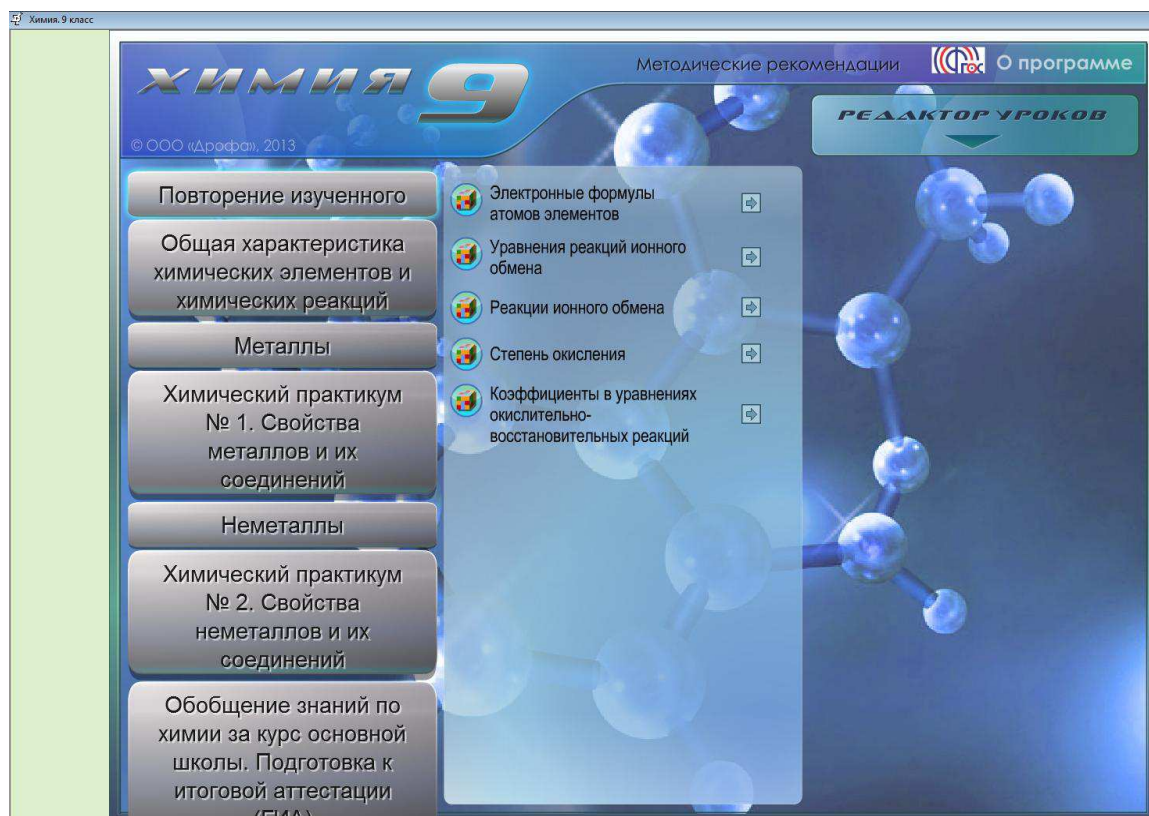 Химия. 9 класс
ХИМИЯ 9
Методические рекомендации
ФГОС
О программе
РЕДАКТОР УРОКОВ
© ООО «Дрофа», 2013
Повторение изученного
Общая характеристика
химических элементов и
химических реакций
Металлы
Химический практикум
№ 1. Свойства
металлов и их
соединений
Неметаллы
Химический практикум
№ 2. Свойства
неметаллов и их
соединений
Обобщение знаний по
химии за курс основной
школы. Подготовка к
итоговой аттестации
(ГИА)
Электронные формулы
атомов элементов
Уравнения реакций ионного
обмена
Реакции ионного обмена
Степень окисления
Коэффициенты в уравнениях
окислительно-
восстановительных реакций